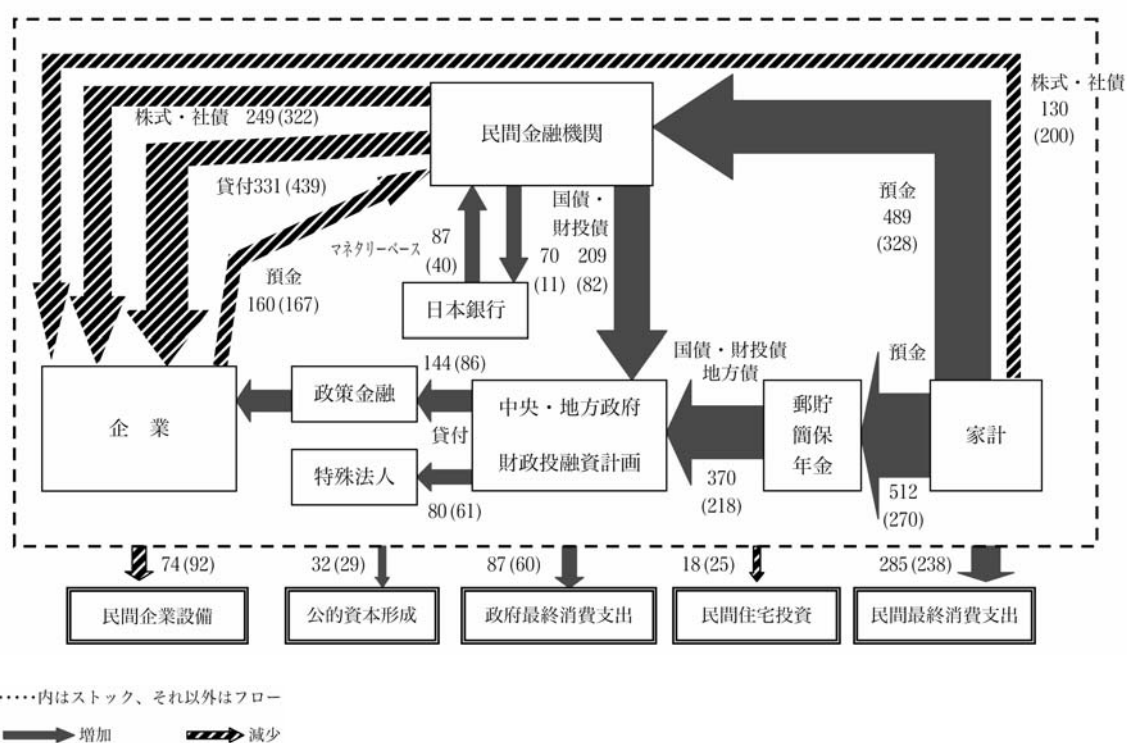 株式・社債
130
(200)
株式・社債 249(322)
民間金融機関
貸付331(439)
国債・
財投債
預金
489
(328)
マネタリーベース
87
(40)
70
(11)
209
(82)
預金
160(167)
日本銀行
国債・財投債
地方債
預金
144(86)
企 業
政策金融
貸付
中央・地方政府
財政投融資計画
郵貯
簡保
年金
家計
特殊法人
80(61)
370
(218)
512
(270)
74(92)
32(29)
87(60)
18(25)
285(238)
民間企業設備
公的資本形成
政府最終消費支出
民間住宅投資
民間最終消費支出
‥‥‥内はストック、それ以外はフロー
増加
減少